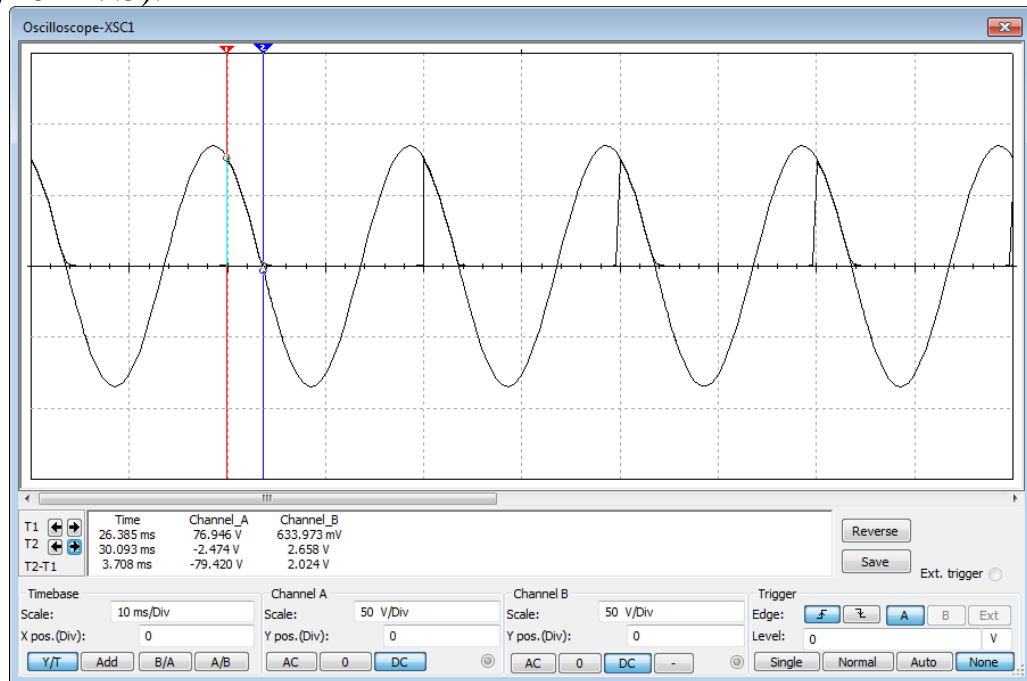 Oscilloscope-XSC1
1 2
Time Channel_A Channel_B
T1 26.385 ms 76.946 V 633.973 mV
T2 30.093 ms -2.474 V 2.658 V
T2-T1 3.708 ms -79.420 V 2.024 V
Reverse
Save
Ext. trigger
Timebase
Scale: 10 ms/Div
X pos.(Div): 0
Y/T Add B/A A/B
Channel A
Scale: 50 V/Div
Y pos.(Div): 0
AC 0 DC
Channel B
Scale: 50 V/Div
Y pos.(Div): 0
AC 0 DC -
Trigger
Edge: A B Ext
Level: 0 V
Single Normal Auto None